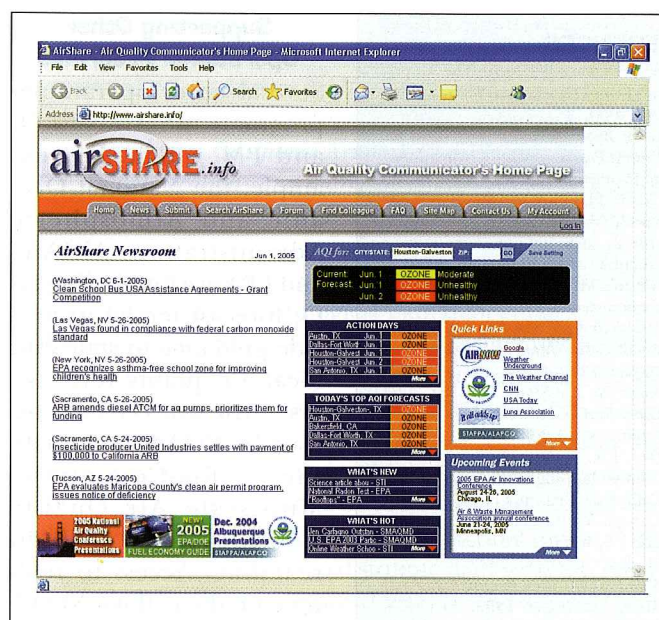 AirShare - Air Quality Communicator's Home Page - Microsoft Internet Explorer
File Edit View Favorites Tools Help
Back Search Favorites
Address http://www.airshare.info/
airSHARE.info
Air Quality Communicator's Home Page
Home News Submit Search AirShare Forum Find Colleague FAQ Site Map Contact Us My Account
Log In
AirShare Newsroom Jun 1, 2005
(Washington, DC 6-1-2005)
Clean School Bus USA Assistance Agreements - Grant
Competition
(Las Vegas, NV 5-26-2005)
Las Vegas found in compliance with federal carbon monoxide
standard
(New York, NY 5-26-2005)
EPA recognizes asthma-free school zone for improving
children's health
(Sacramento, CA 5-26-2005)
ARB amends diesel ATCM for ag pumps, prioritizes them for
funding
(Sacramento, CA 5-24-2005)
Insecticide producer United Industries settles with payment of
$100,000 to California ARB
(Tucson, AZ 5-24-2005)
EPA evaluates Maricopa County's clean air permit program,
issues notice of deficiency
2005 National
Air Quality
Conference
Presentations
NEW!
2005
EPA/DOE
FUEL ECONOMY GUIDE
Dec. 2004
Albuquerque
Presentations
STAPPA/ALAPCO
AQI for: CITY/STATE: Houston-Galveston ZIP: GO Save Setting
Current: Jun. 1 OZONE Moderate
Forecast: Jun. 1 OZONE Unhealthy
Jun. 2 OZONE Unhealthy
ACTION DAYS
Austin, TX Jun. 1 OZONE
Dallas-Fort Wort Jun. 1 OZONE
Houston-Galvest Jun. 1 OZONE
Houston-Galvest Jun. 2 OZONE
San Antonio, TX Jun. 1 OZONE
More
TODAY'S TOP AQI FORECASTS
Houston-Galveston-, TX OZONE
Austin, TX OZONE
Bakersfield, CA OZONE
Dallas-Fort Worth, TX OZONE
San Antonio, TX OZONE
More
WHAT'S NEW
Science article abou - STI
National Radon Test - EPA
"Rooftops" - EPA
More
WHAT'S HOT
Jen Carbamo Outstan - SMAQMD
U.S. EPA 2003 Partic - SMAQMD
Online Weather Schoo - STI
More
Quick Links
AIRNOW
Google
Weather
Underground
The Weather Channel
CNN
USA Today
Lung Association
It all adds up!
STAPPA/ALAPCO
More
Upcoming Events
2005 EPA Air Innovations
Conference
August 24-26, 2005
Chicago, IL
Air & Waste Management
Association annual conference
June 21-24, 2005
Minneapolis, MN
More